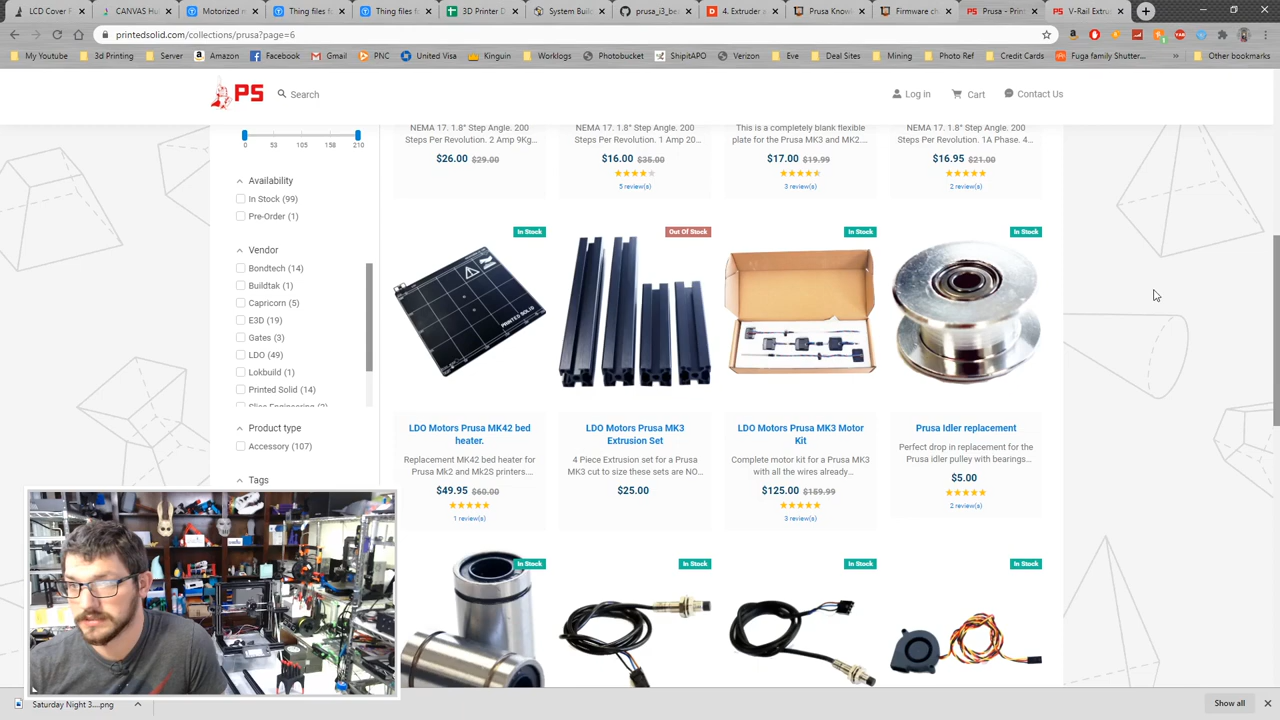 LCD Cover F
CANVAS Hu
Motorized
Things files f
Things files f
3D Printer D
System Buil
github.com
4. Extruder a
Prusa Know
Firmware ch
Prusa
V-Rail Extru
printedsolid.com/collections/prusa?page=6
My Youtube
Server
Amazon
Facebook
Gmail
PNC
United Visa
Kinguin
Photobucket
ShipitAPO
Woocommerce
Deal Sites
Mining
Fuga family Shutter...
Other bookmarks
PS
Search
Log in
Cart
Contact Us
0 53 105 158 210
Availability
In Stock (99)
Pre-Order (1)
Vendor
Bondtech (14)
Buildtak (1)
Capricorn (5)
E3D (19)
Gates (3)
LDO (49)
Lokbuild (1)
Printed Solid (14)
Product type
Accessory (107)
Tags
NEMA 17. 1.8° Step Angle. 200
Steps Per Revolution. 2 Amp 9Kg...
$26.00 $29.00
NEMA 17. 1.8° Step Angle. 200
Steps Per Revolution. 1 Amp 20...
$16.00 $35.00
5 review(s)
This is a completely blank flexible
plate for the Prusa MK3 and MK2....
$17.00 $19.99
3 review(s)
NEMA 17. 1.8° Step Angle. 200
Steps Per Revolution. 1A Phase. 4...
$16.95 $21.00
2 review(s)
In Stock
PRINTED SOLID
LDO Motors Prusa MK42 bed
heater.
Replacement MK42 bed heater for
Prusa Mk2 and Mk2S printers....
$49.95 $60.00
1 review(s)
Out Of Stock
LDO Motors Prusa MK3
Extrusion Set
4 Piece Extrusion set for a Prusa
MK3 cut to size these sets are NO...
$25.00
In Stock
LDO Motors Prusa MK3 Motor
Kit
Complete motor kit for a Prusa MK3
with all the wires already...
$125.00 $159.99
3 review(s)
In Stock
Prusa Idler replacement
Perfect drop in replacement for the
Prusa idler pulley with bearings...
$5.00
2 review(s)
In Stock
In Stock
In Stock
In Stock
Saturday Night 3....png
Show all